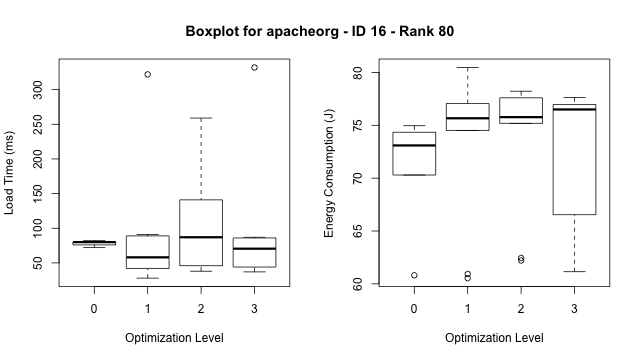 Boxplot for apacheorg - ID 16 - Rank 80
Load Time (ms)
300
250
200
150
100
50
0 1 2 3
Optimization Level
Energy Consumption (J)
80
75
70
65
60
0 1 2 3
Optimization Level